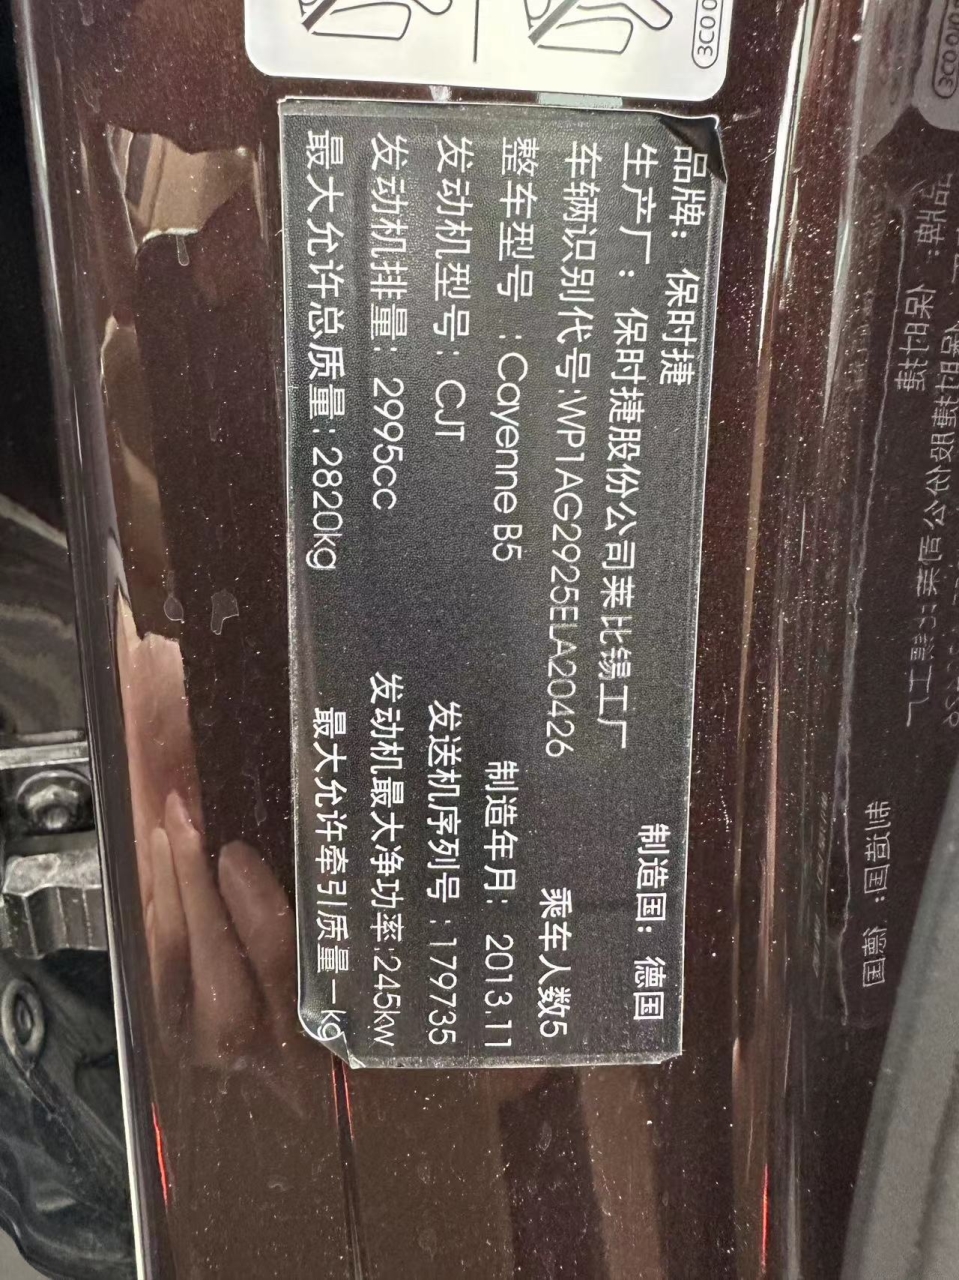 品牌：保时捷 制造国：德国
生产厂：保时捷股份公司莱比锡工厂
车辆识别代号:WP1AG2925ELA20426 乘车人数5
整车型号：Cayenne B5 制造年月：2013.11
发动机型号：CJT 发送机序列号：179735
发动机排量：2995cc 发动机最大净功率:245kw
最大允许总质量：2820kg 最大允许牵引质量－kg